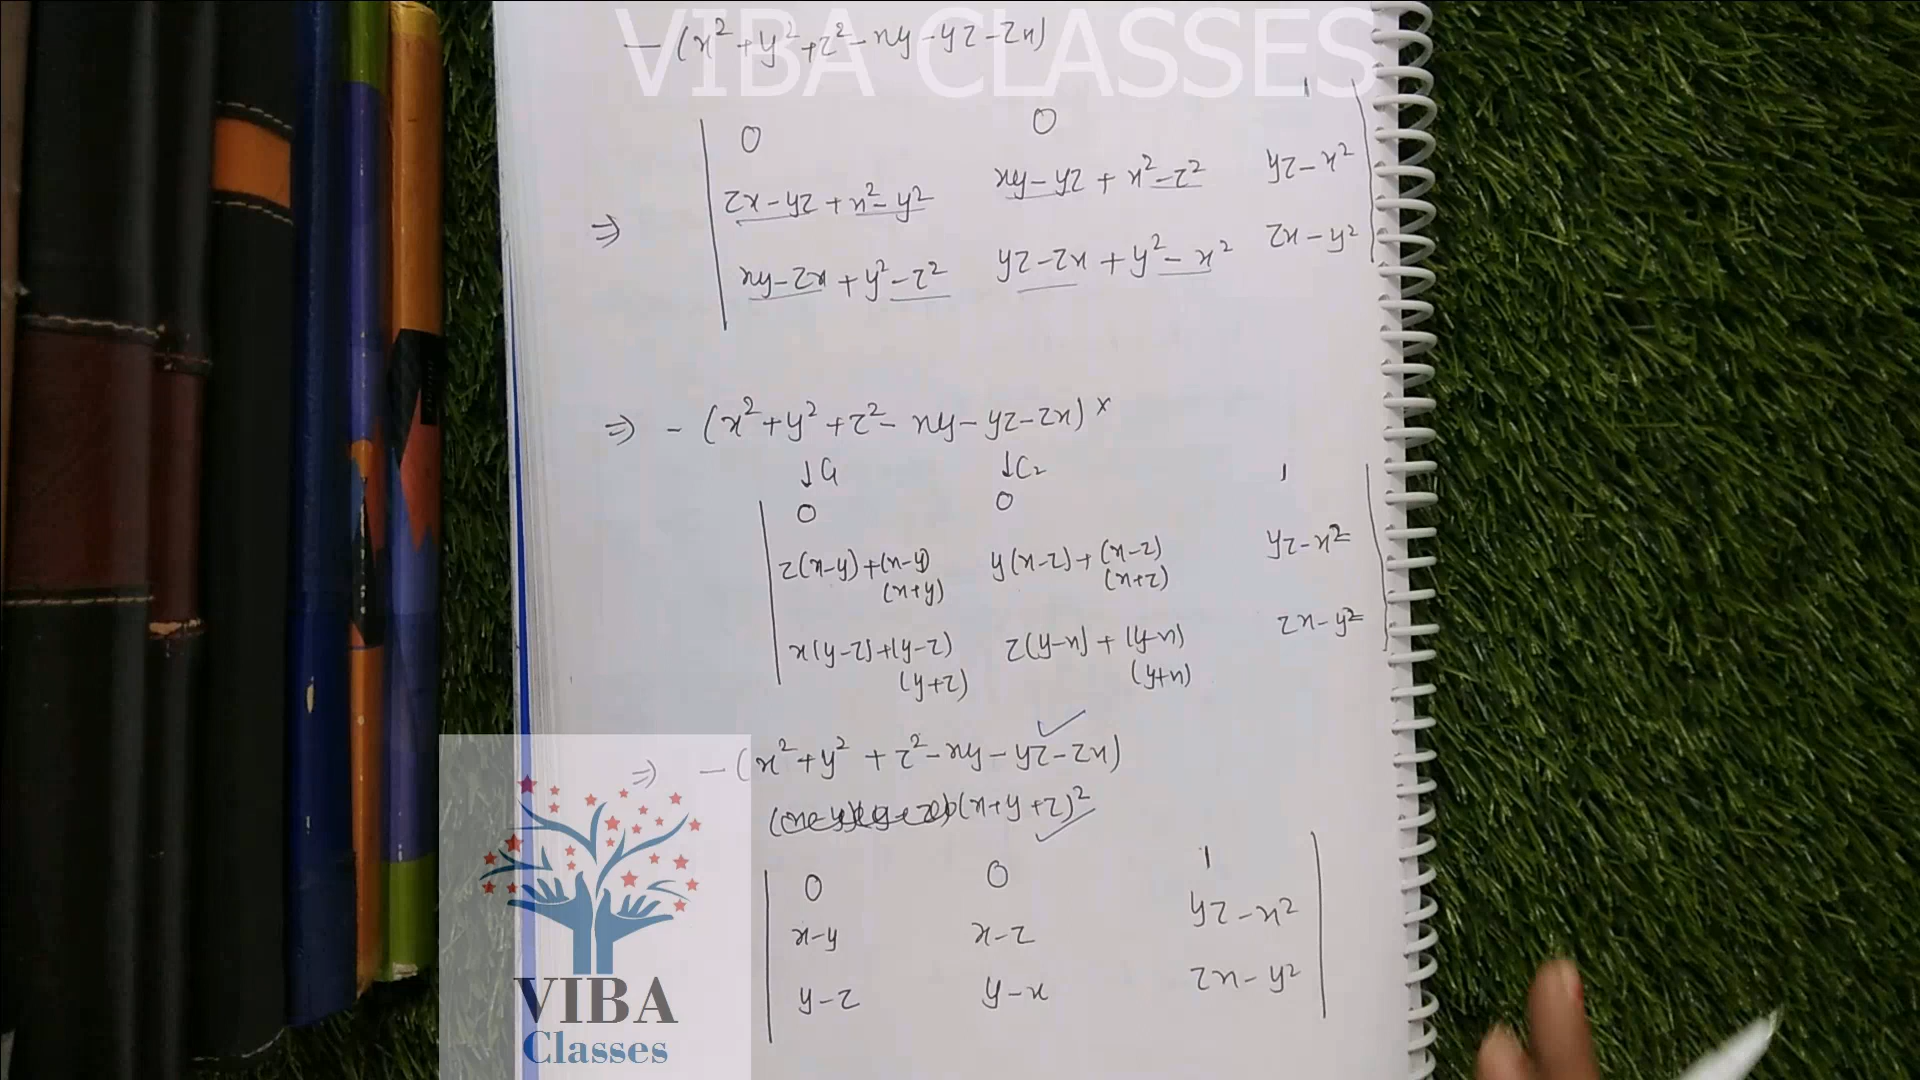 VIBA CLASSES
- (x²+y²+z²-xy-yz-zx)
0 0 1
zx-yz+x²-y² xy-yz+x²-z² yz-x²
⇒
xy-zx+y²-z² yz-zx+y²-x² zx-y²
⇒ -(x²+y²+z²-xy-yz-zx) x
↓C₁ ↓C₂
0 0 1
z(x-y)+(x-y) y(x-z)+(x-z) yz-x²
(x+y) (x+z)
x(y-z)+(y-z) z(y-x)+(y-x) zx-y²
(y+z) (y+x)
⇒ -(x²+y²+z²-xy-yz-zx)
(x+y+z)²
0 0 1
x-y x-z yz-x²
y-z y-x zx-y²
VIBA
Classes